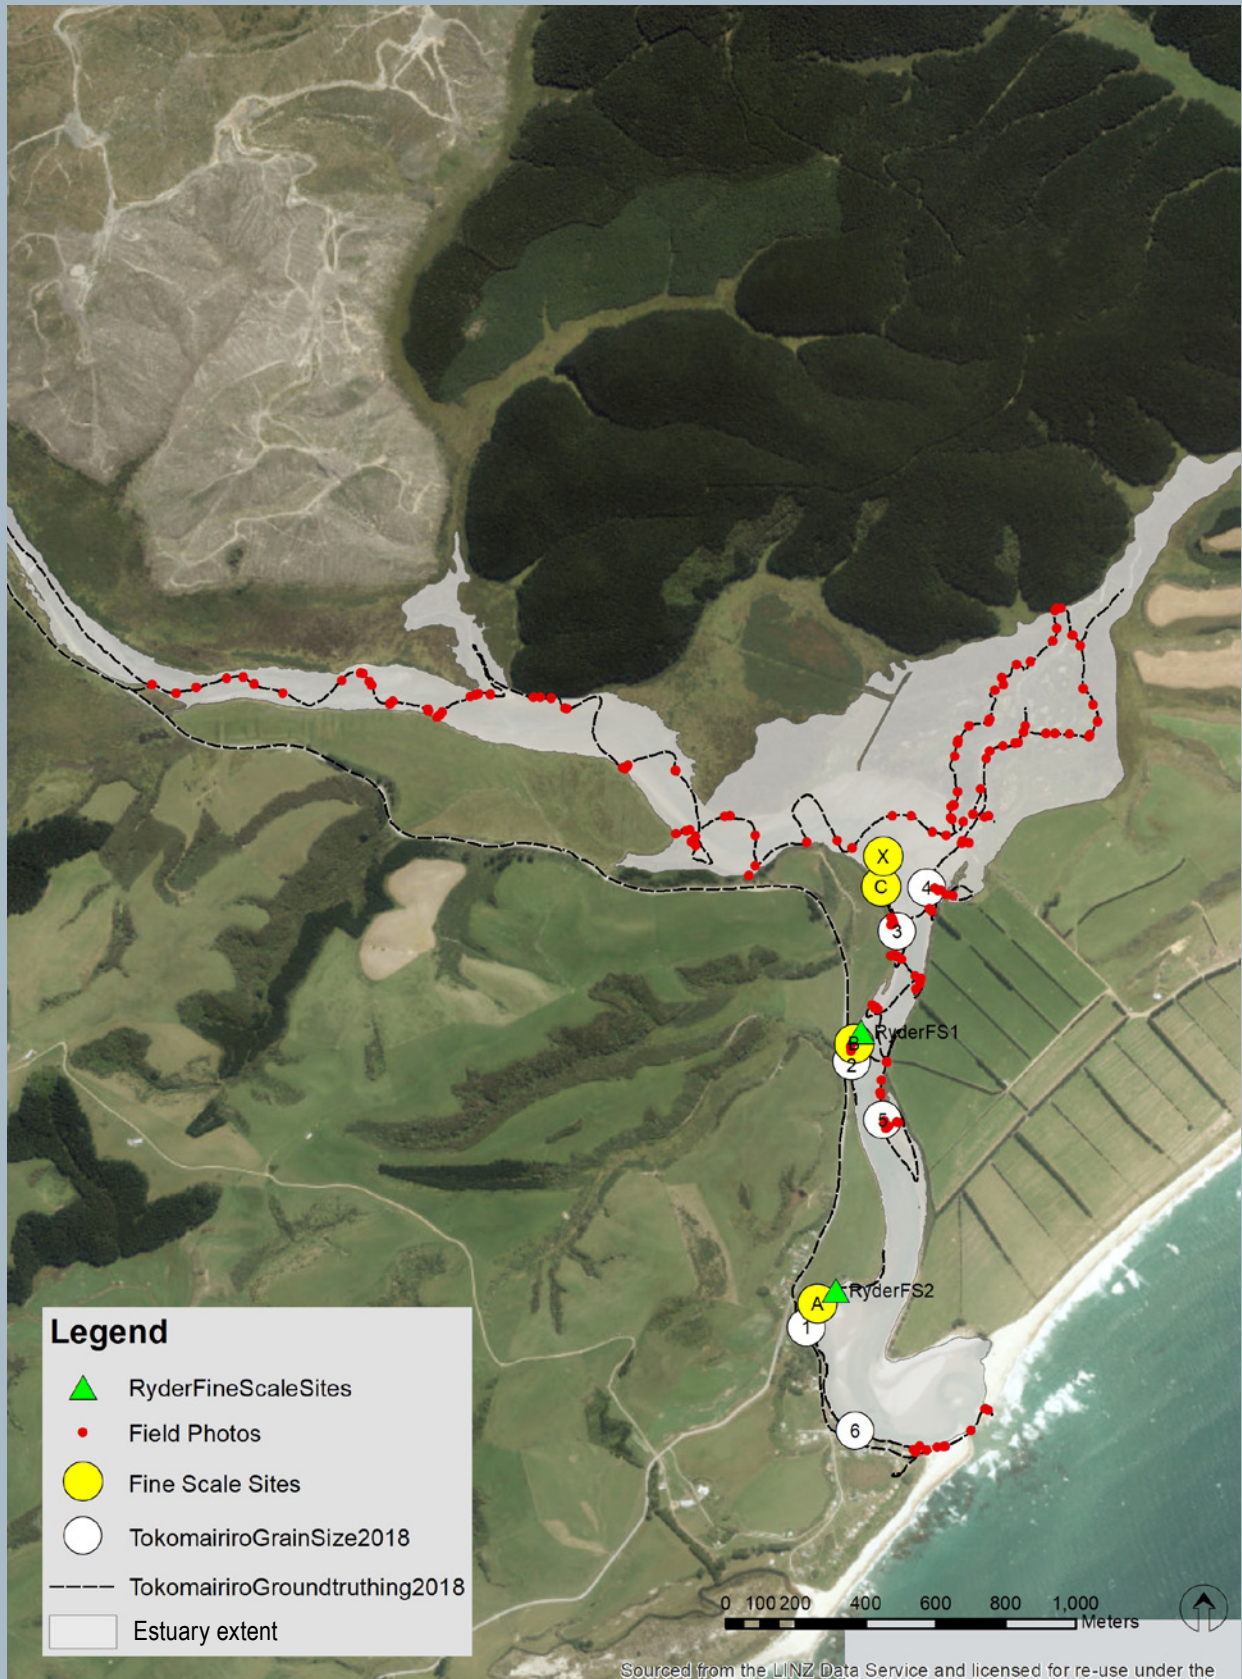 X
C
4
3
RyderFS1
B
2
5
RyderFS2
A
1
6
Legend
RyderFineScaleSites
Field Photos
Fine Scale Sites
TokomairiroGrainSize2018
TokomairiroGroundtruthing2018
Estuary extent
0 100 200 400 600 800 1,000
Meters
Sourced from the LINZ Data Service and licensed for re-use under the